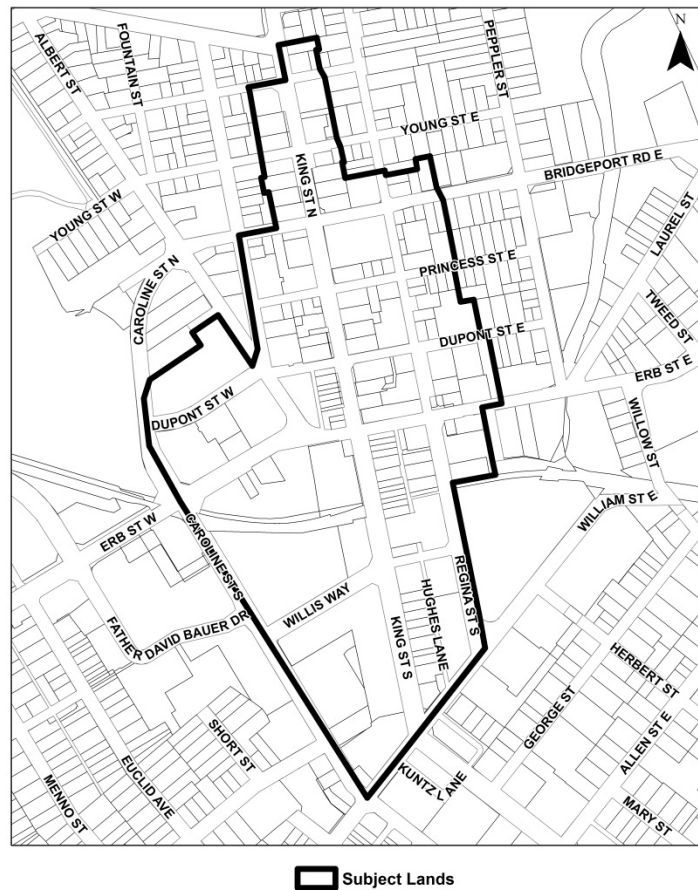 N
ALBERT ST
FOUNTAIN ST
PEPPLER ST
YOUNG ST E
BRIDGEPORT RD E
KING ST N
YOUNG ST W
LAUREL ST
CAROLINE ST N
PRINCESS ST E
TWEED ST
DUPONT ST E
ERB ST E
DUPONT ST W
WILLOW ST
WILLIAM ST E
ERB ST W
CAROLINE ST S
REGINA ST S
WILLIS WAY
HUGHES LANE
FATHER DAVID BAUER DR
KING ST S
HERBERT ST
GEORGE ST
SHORT ST
ALLEN ST E
EUCLID AVE
KUNTZ LANE
MENNO ST
MARY ST
Subject Lands